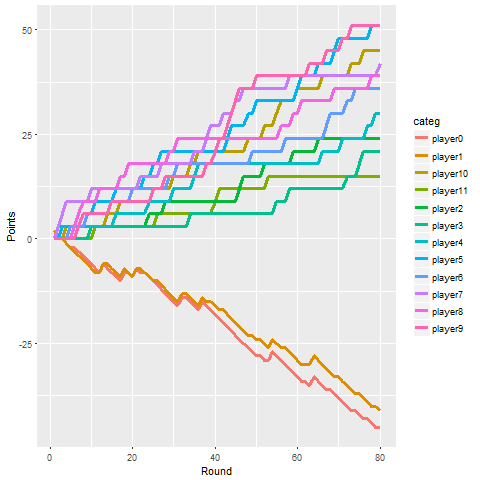 50
25
0
-25
Points
0
20
40
60
80
Round
categ
player0
player1
player10
player11
player2
player3
player4
player5
player6
player7
player8
player9